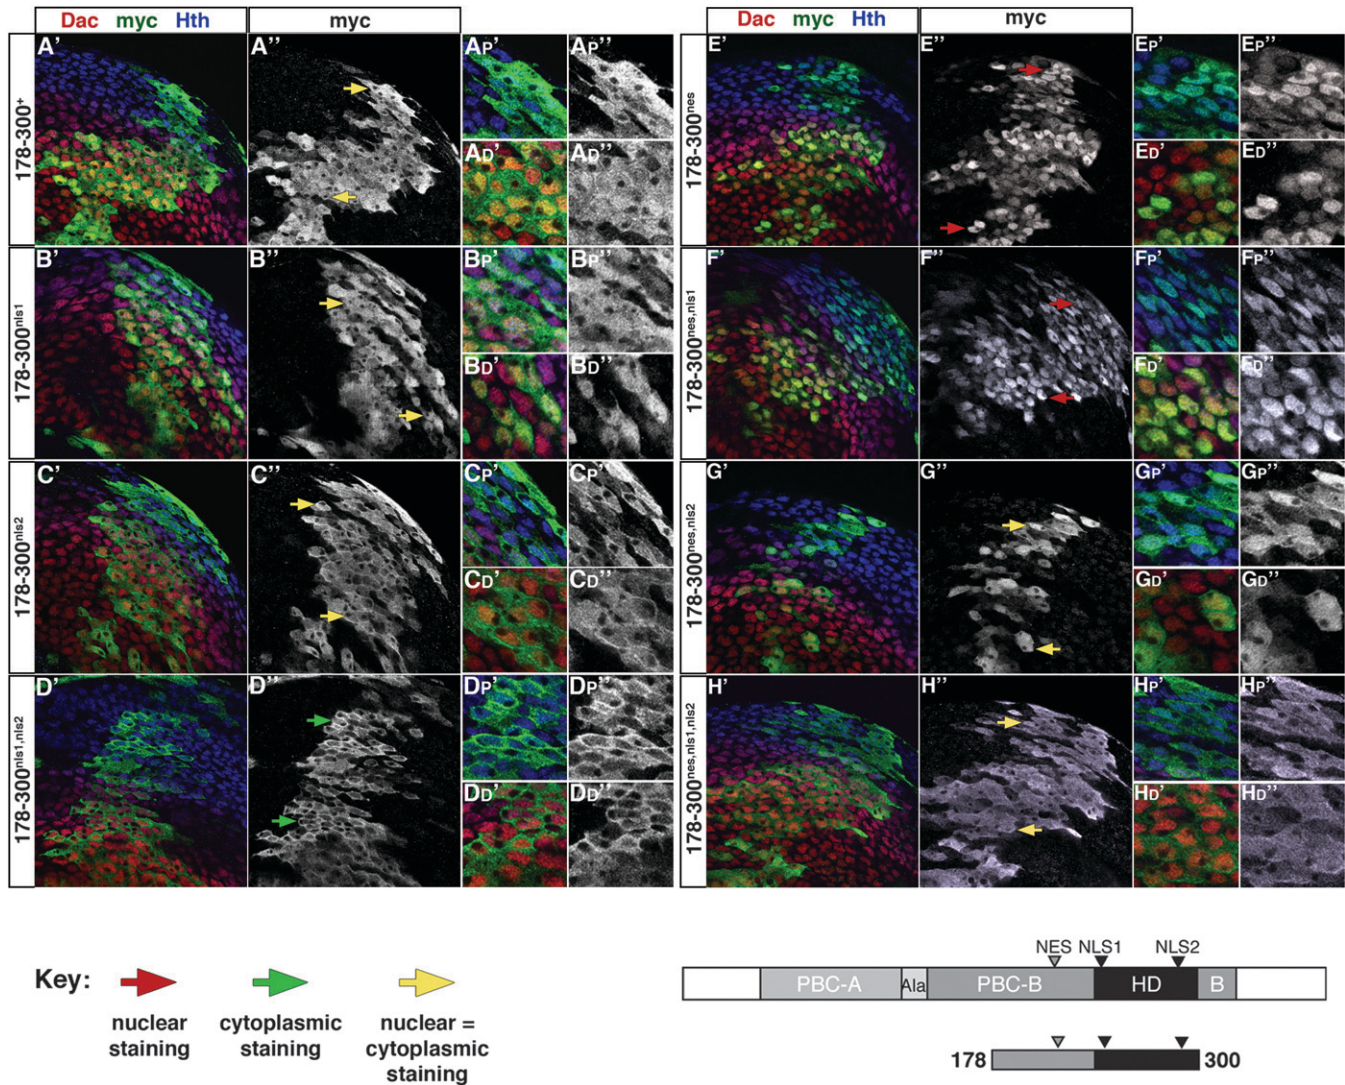 Dac myc Hth
myc
Dac myc Hth
myc
178-300+
A'
A''
AP'
AP''
AD'
AD''
178-300nes
E'
E''
EP'
EP''
ED'
ED''
178-300nls1
B'
B''
BP'
BP''
BD'
BD''
178-300nes,nls1
F'
F''
FP'
FP''
FD'
FD''
178-300nls2
C'
C''
CP'
CP''
CD'
CD''
178-300nes,nls2
G'
G''
GP'
GP''
GD'
GD''
178-300nls1,nls2
D'
D''
DP'
DP''
DD'
DD''
178-300nes,nls1,nls2
H'
H''
HP'
HP''
HD'
HD''
Key:
nuclear
staining
cytoplasmic
staining
nuclear =
cytoplasmic
staining
NES NLS1 NLS2
PBC-A Ala PBC-B HD B
178 300